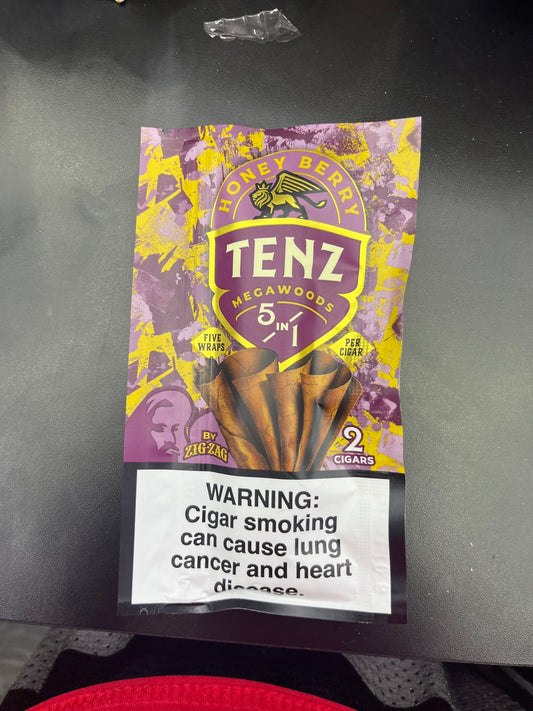 HONEY BERRY
TENZ
MEGAWOODS
5 IN 1
FIVE
WRAPS
PER
CIGAR
BY
ZIG-ZAG
2
CIGARS
WARNING:
Cigar smoking
can cause lung
cancer and heart
disease.